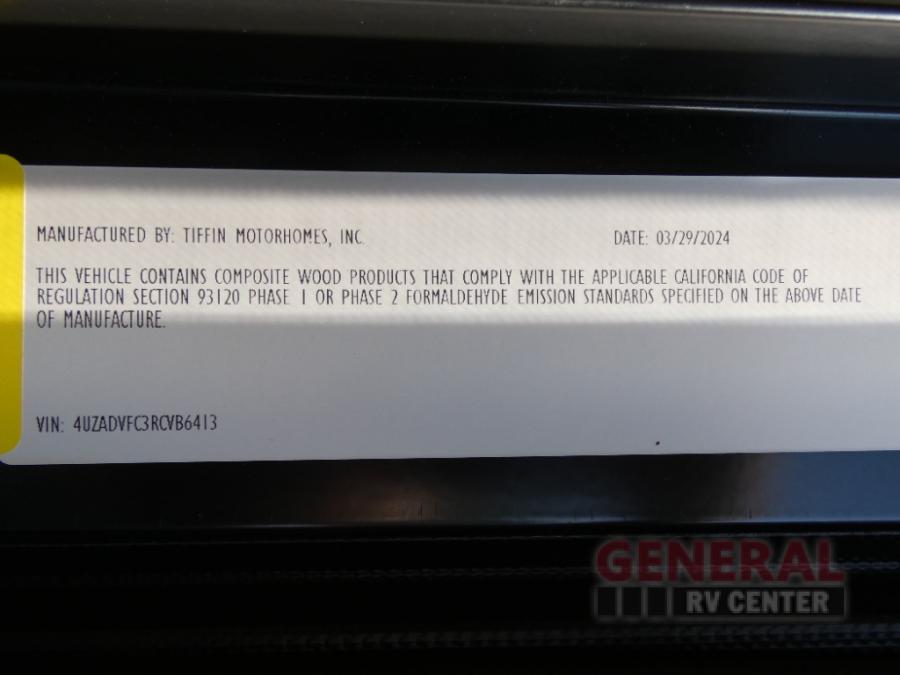 MANUFACTURED BY: TIFFIN MOTORHOMES, INC. DATE: 03/29/2024
THIS VEHICLE CONTAINS COMPOSITE WOOD PRODUCTS THAT COMPLY WITH THE APPLICABLE CALIFORNIA CODE OF
REGULATION SECTION 93120 PHASE 1 OR PHASE 2 FORMALDEHYDE EMISSION STANDARDS SPECIFIED ON THE ABOVE DATE
OF MANUFACTURE.
VIN: 4UZADVFC3RCVB6413
GENERAL
RV CENTER